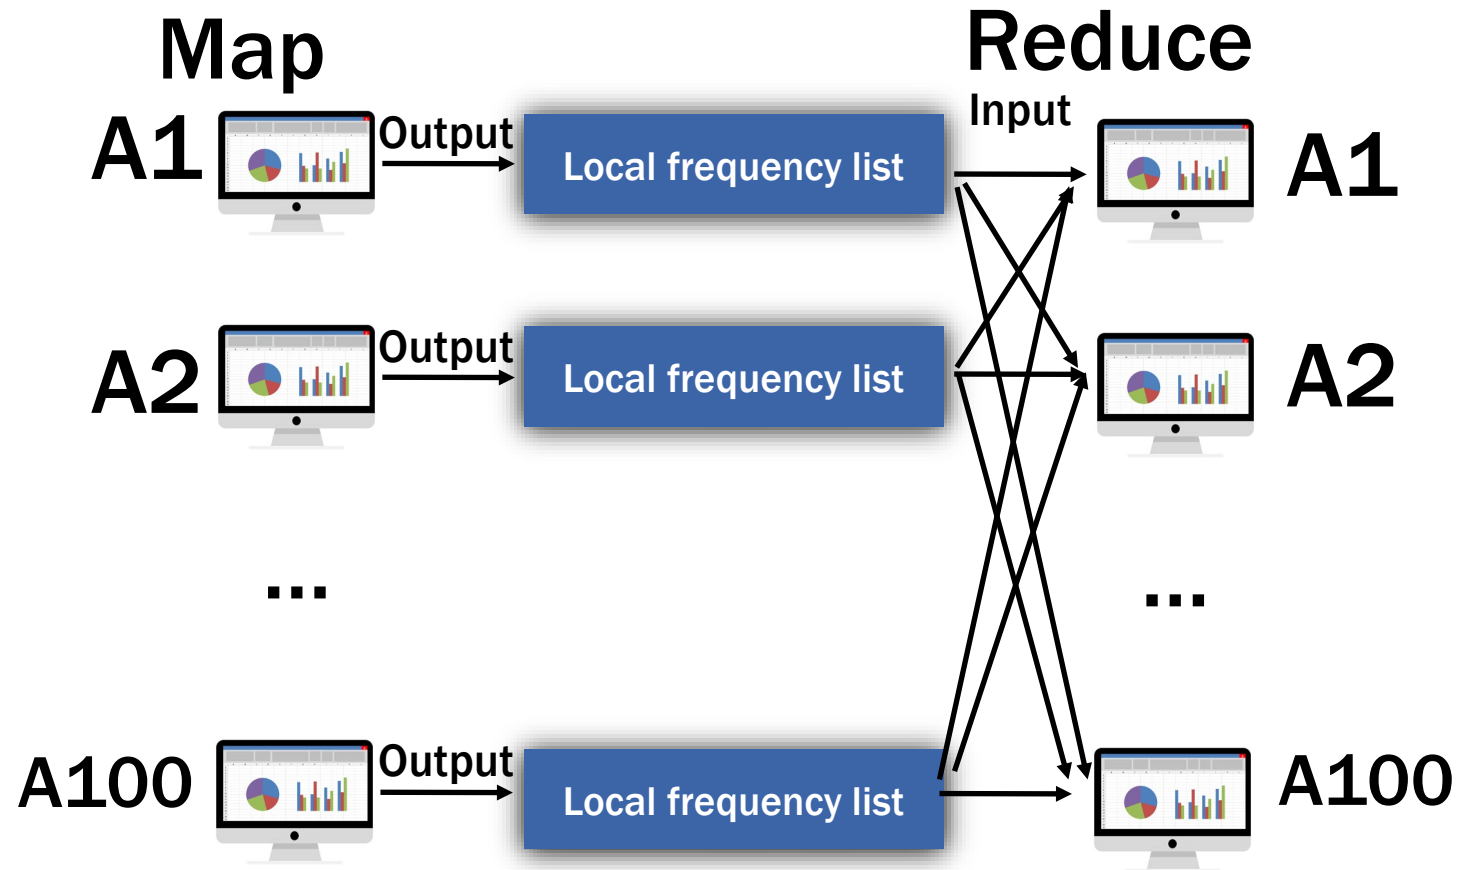 Map
Reduce
Input
A1
Output
Local frequency list
A1
A2
Output
Local frequency list
A2
...
...
A100
Output
Local frequency list
A100